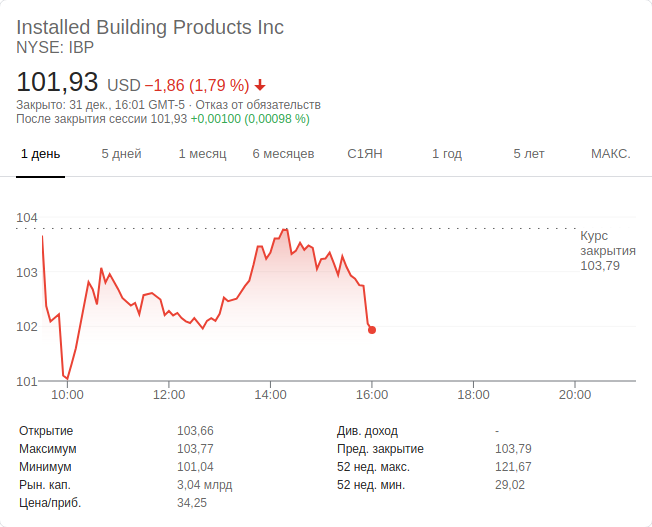 Installed Building Products Inc
NYSE: IBP
101,93 USD −1,86 (1,79 %)
Закрыто: 31 дек., 16:01 GMT-5 · Отказ от обязательств
После закрытия сессии 101,93 +0,00100 (0,00098 %)
1 день 5 дней 1 месяц 6 месяцев С1ЯН 1 год 5 лет МАКС.
104
Курс
закрытия
103,79
103
102
101
10:00 12:00 14:00 16:00 18:00 20:00
Открытие 103,66 Див. доход -
Максимум 103,77 Пред. закрытие 103,79
Минимум 101,04 52 нед. макс. 121,67
Рын. кап. 3,04 млрд 52 нед. мин. 29,02
Цена/приб. 34,25